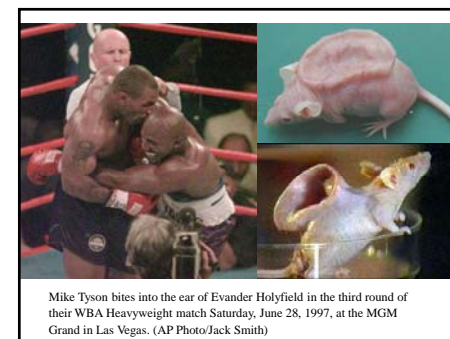 Mike Tyson bites into the ear of Evander Holyfield in the third round of
their WBA Heavyweight match Saturday, June 28, 1997, at the MGM
Grand in Las Vegas. (AP Photo/Jack Smith)